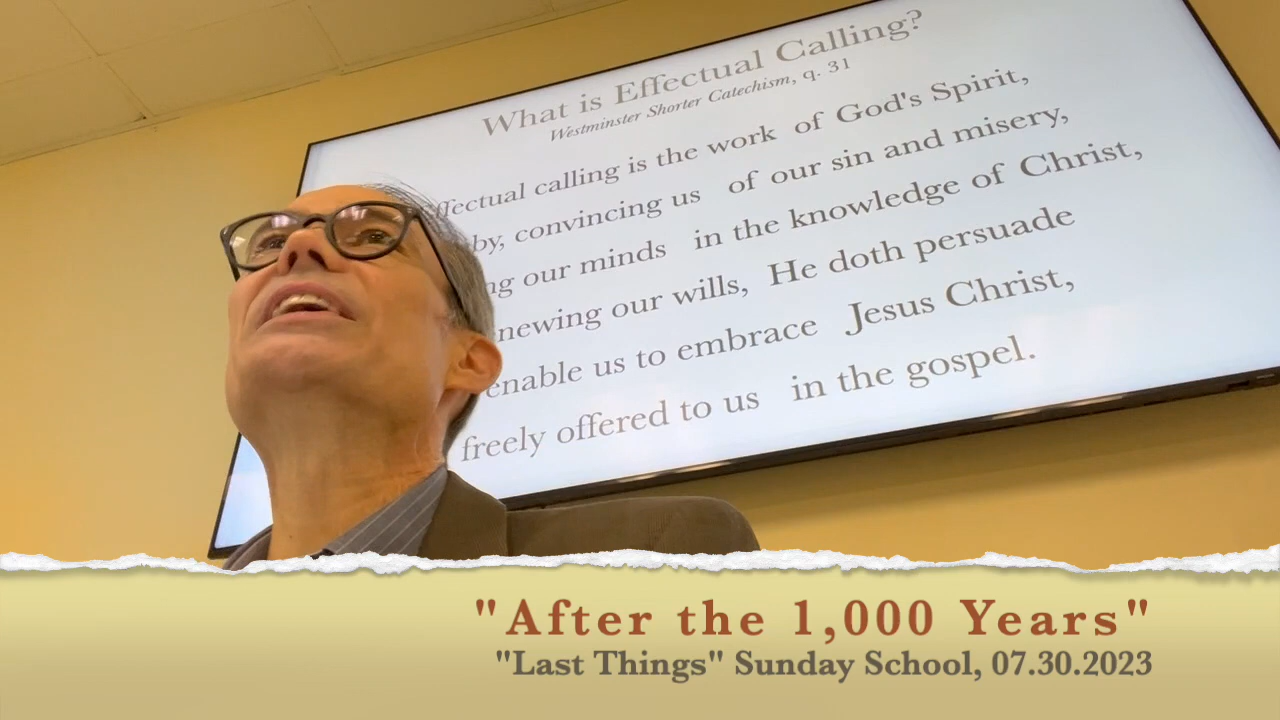 What is Effectual Calling?
Westminster Shorter Catechism, q. 31
calling is the work of God's Spirit,
convincing us of our sin and misery,
our minds in the knowledge of Christ,
our wills, He doth persuade
enable us to embrace Jesus Christ,
freely offered to us in the gospel.
"After the 1,000 Years"
"Last Things" Sunday School, 07.30.2023